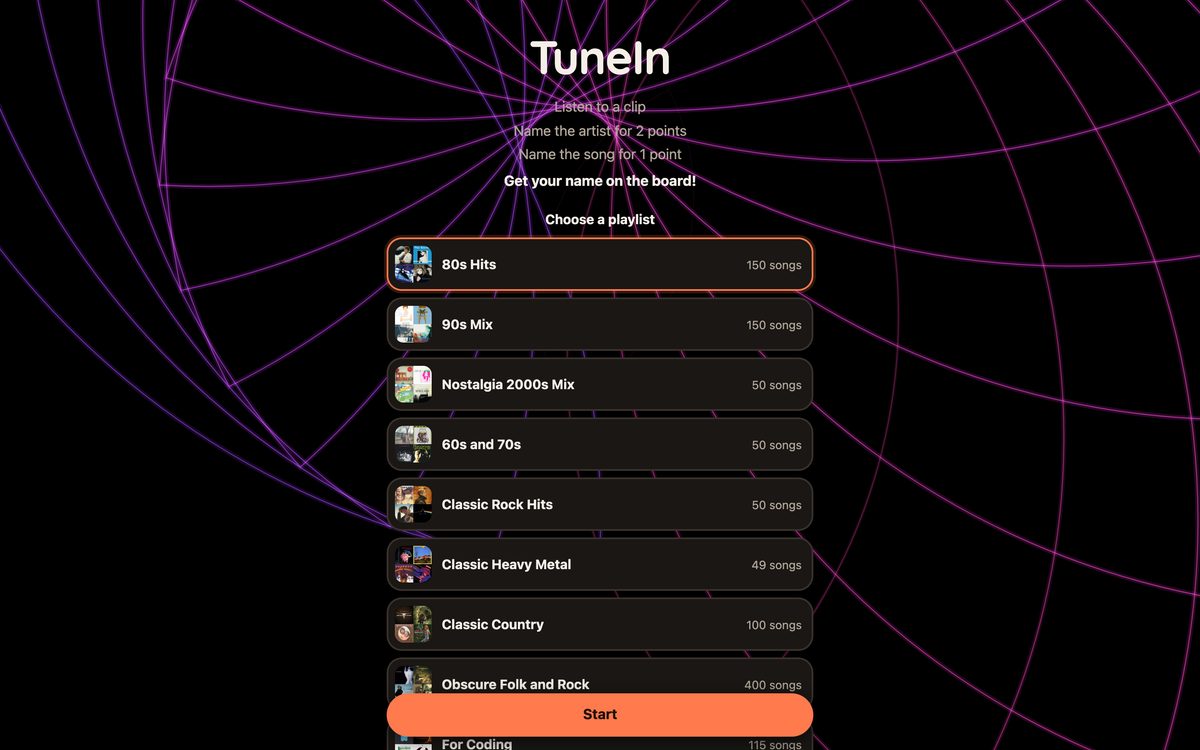 TuneIn
Listen to a clip
Name the artist for 2 points
Name the song for 1 point
Get your name on the board!
Choose a playlist
80s Hits 150 songs
90s Mix 150 songs
Nostalgia 2000s Mix 50 songs
60s and 70s 50 songs
Classic Rock Hits 50 songs
Classic Heavy Metal 49 songs
Classic Country 100 songs
Obscure Folk and Rock 400 songs
Start
For Coding 115 songs